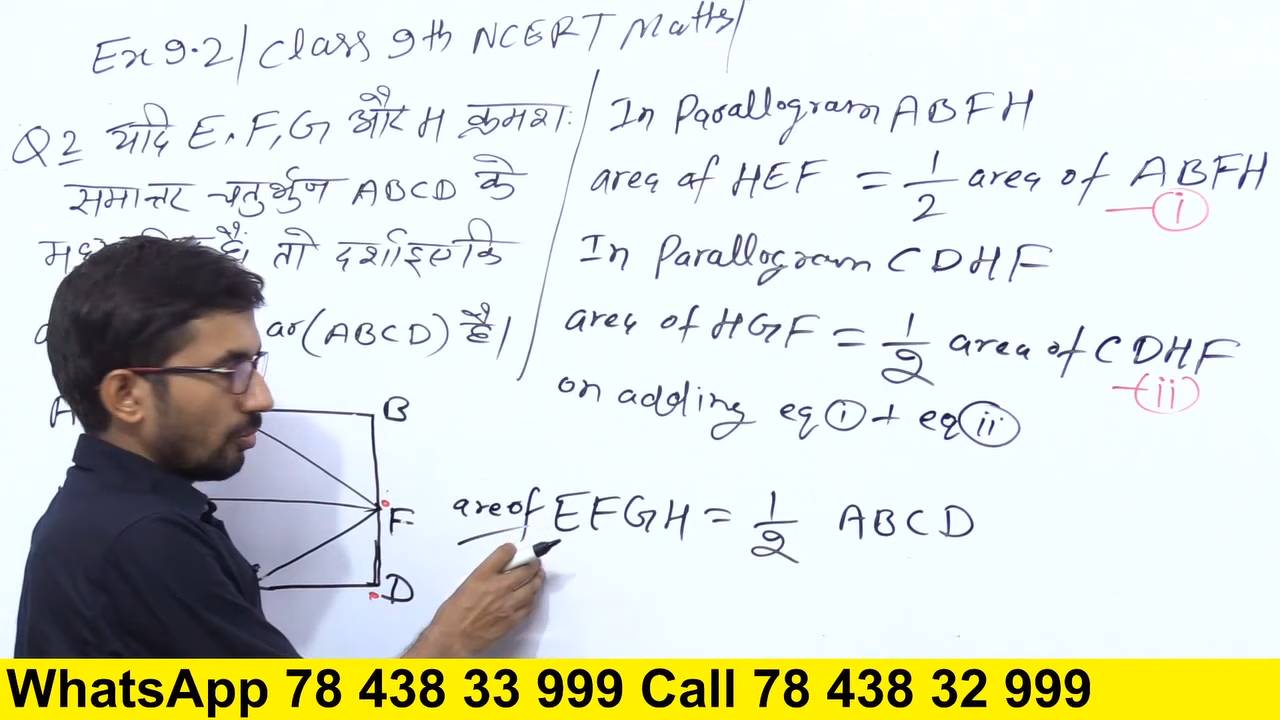 Ex 9.2/ Class 9th NCERT Maths/
Q2 यदि E, F, G और H क्रमशः
समान्तर चतुर्भुज ABCD के
है। तो दर्शाइए कि
ar(ABCD) है।
In Parallogram ABFH
area of HEF = 1/2 area of ABFH
— i
In Parallogram CDHF
area of HGF = 1/2 area of CDHF
— ii
on adding eq i + eq ii
B
F
D
are of EFGH = 1/2 ABCD
WhatsApp 78 438 33 999 Call 78 438 32 999